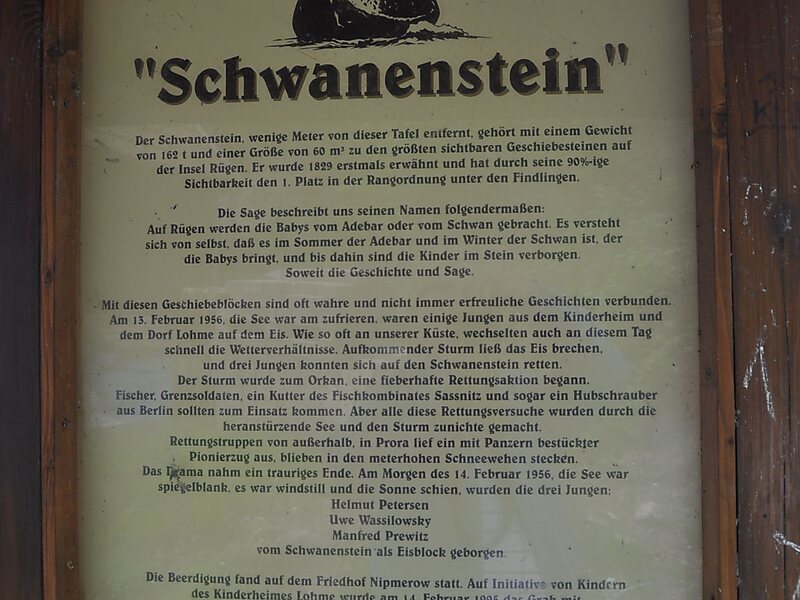 "Schwanenstein"
Der Schwanenstein, wenige Meter von dieser Tafel entfernt, gehört mit einem Gewicht
von 162 t und einer Größe von 60 m³ zu den größten sichtbaren Geschiebesteinen auf
der Insel Rügen. Er wurde 1829 erstmals erwähnt und hat durch seine 90%-ige
Sichtbarkeit den 1. Platz in der Rangordnung unter den Findlingen.
Die Sage beschreibt uns seinen Namen folgendermaßen:
Auf Rügen werden die Babys vom Adebar oder vom Schwan gebracht. Es versteht
sich von selbst, daß es im Sommer der Adebar und im Winter der Schwan ist, der
die Babys bringt, und bis dahin sind die Kinder im Stein verborgen.
Soweit die Geschichte und Sage.
Mit diesen Geschiebeblöcken sind oft wahre und nicht immer erfreuliche Geschichten verbunden.
Am 13. Februar 1956, die See war am zufrieren, waren einige Jungen aus dem Kinderheim und
dem Dorf Lohme auf dem Eis. Wie so oft an unserer Küste, wechselten auch an diesem Tag
schnell die Wetterverhältnisse. Aufkommender Sturm ließ das Eis brechen,
und drei Jungen konnten sich auf den Schwanenstein retten.
Der Sturm wurde zum Orkan, eine fieberhafte Rettungsaktion begann.
Fischer, Grenzsoldaten, ein Kutter des Fischkombinates Sassnitz und sogar ein Hubschrauber
aus Berlin sollten zum Einsatz kommen. Aber alle diese Rettungsversuche wurden durch die
heranstürzende See und den Sturm zunichte gemacht.
Rettungstruppen von außerhalb, in Prora lief ein mit Panzern bestückter
Pionierzug aus, blieben in den meterhohen Schneewehen stecken.
Das Drama nahm ein trauriges Ende. Am Morgen des 14. Februar 1956, die See war
spiegelblank, es war windstill und die Sonne schien, wurden die drei Jungen:
Helmut Petersen
Uwe Wassilowsky
Manfred Prewitz
vom Schwanenstein als Eisblock geborgen.
Die Beerdigung fand auf dem Friedhof Nipmerow statt. Auf Initiative von Kindern
des Kinderheimes Lohme wurde am 14. Februar 1995 das Grab mit